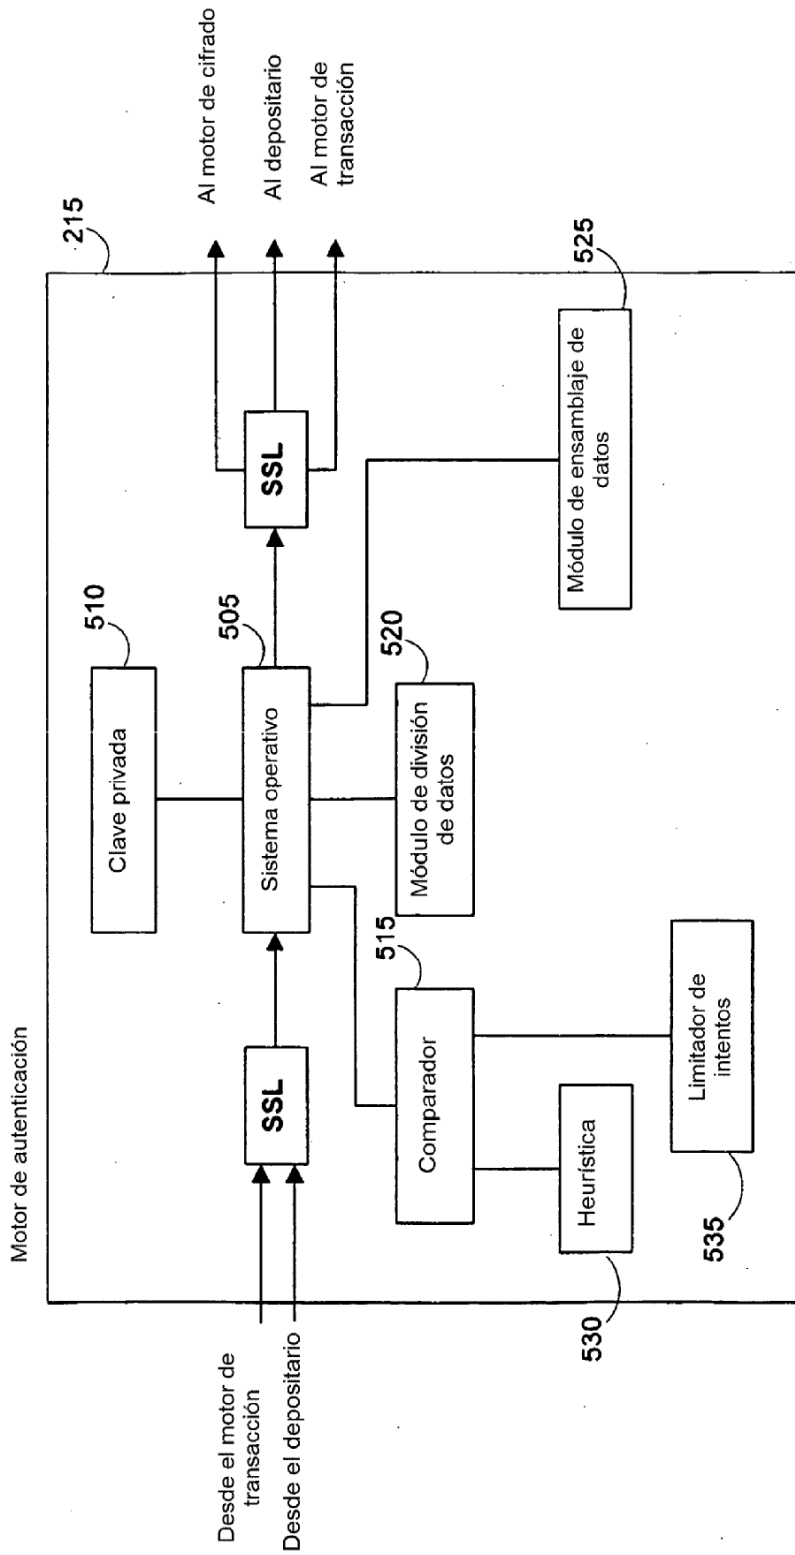 Motor de autenticación
215
Desde el motor de
transacción
Desde el depositario
SSL
Clave privada
510
Sistema operativo
505
SSL
Al motor de cifrado
Al depositario
Al motor de
transacción
Comparador
515
Módulo de división
de datos
520
Módulo de ensamblaje de
datos
525
Heurística
530
Limitador de
intentos
535